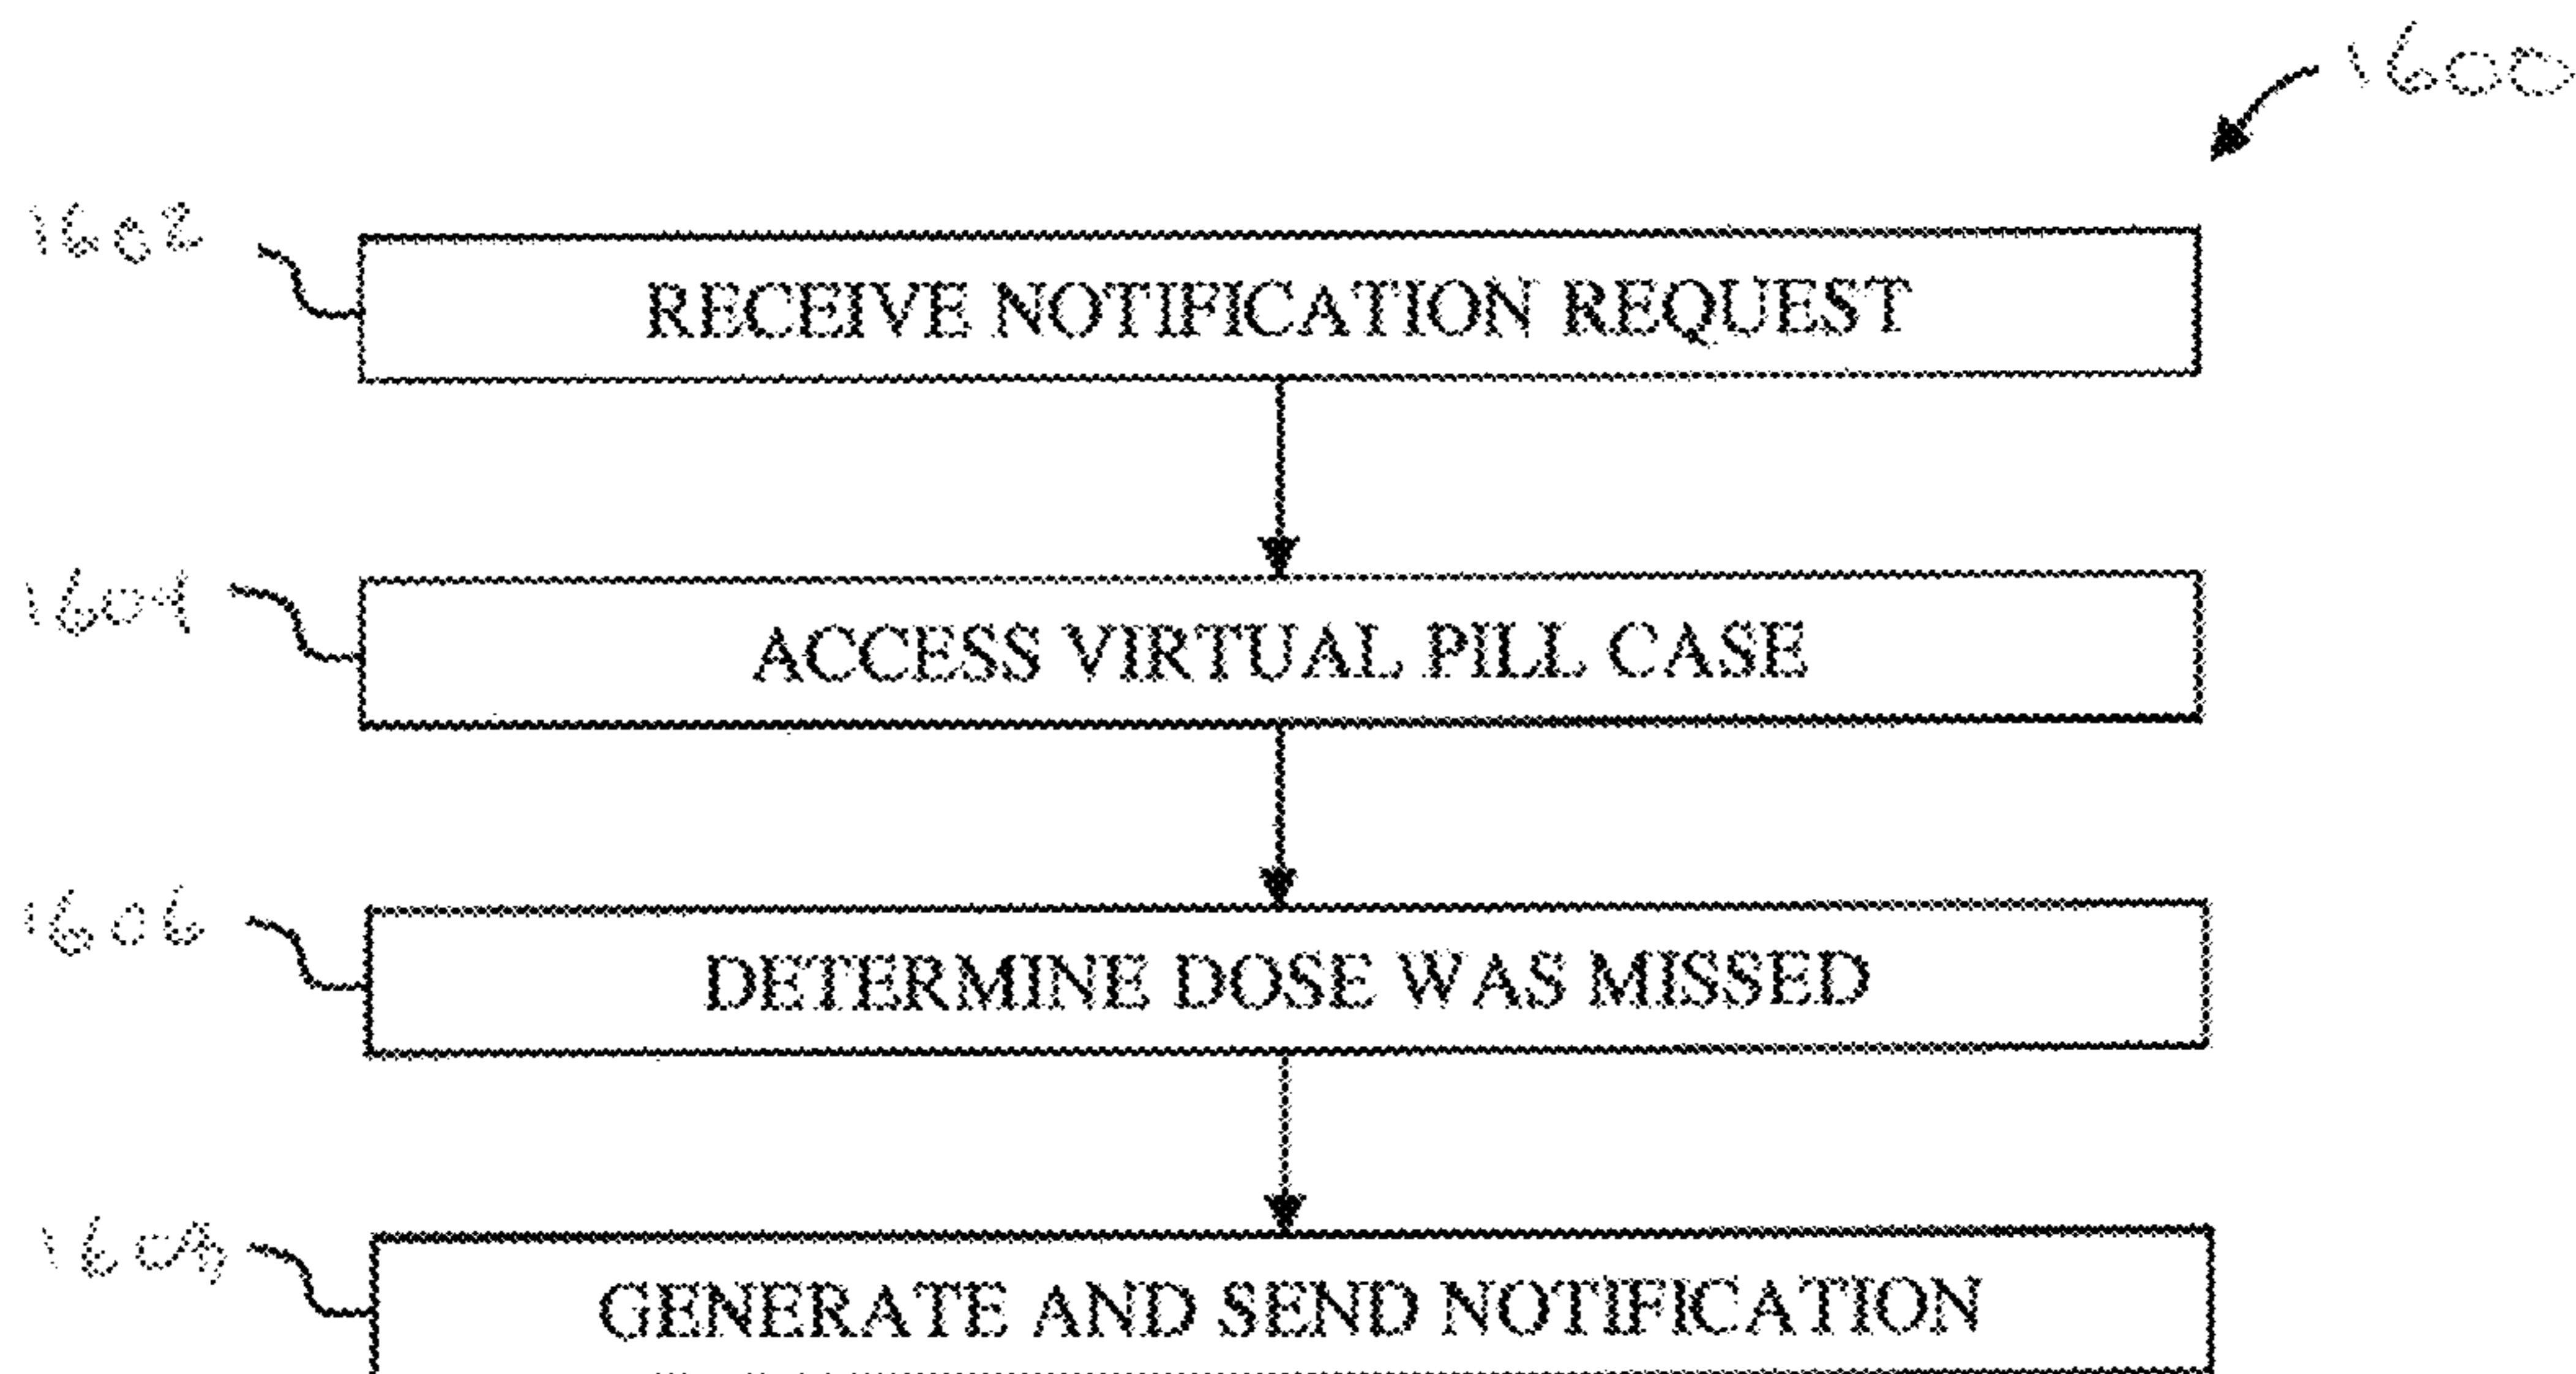 1600
1602
RECEIVE NOTIFICATION REQUEST
1604
ACCESS VIRTUAL PILL CASE
1606
DETERMINE DOSE WAS MISSED
1608
GENERATE AND SEND NOTIFICATION